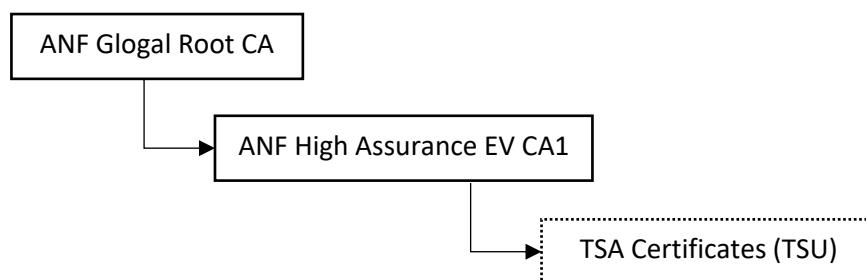 ANF Glogal Root CA
ANF High Assurance EV CA1
TSA Certificates (TSU)